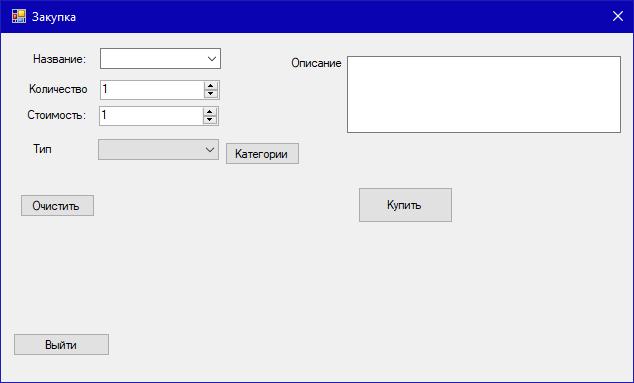 Закупка
Название:
Описание
Количество 1
Стоимость: 1
Тип
Категории
Очистить
Купить
Выйти